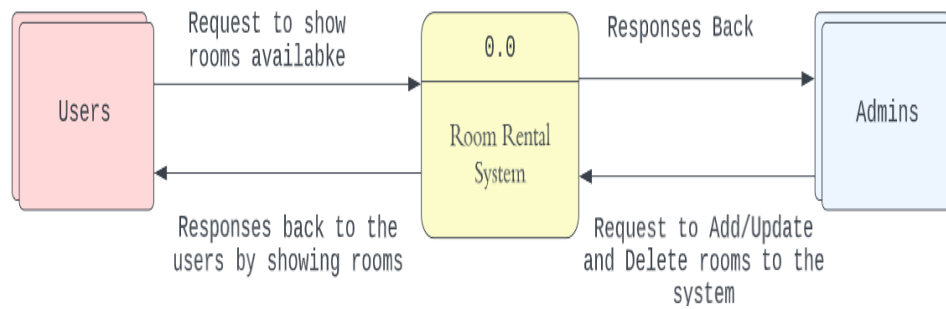 Request to show
rooms availabke
Responses Back
0.0
Users
Room Rental
System
Admins
Responses back to the
users by showing rooms
Request to Add/Update
and Delete rooms to the
system